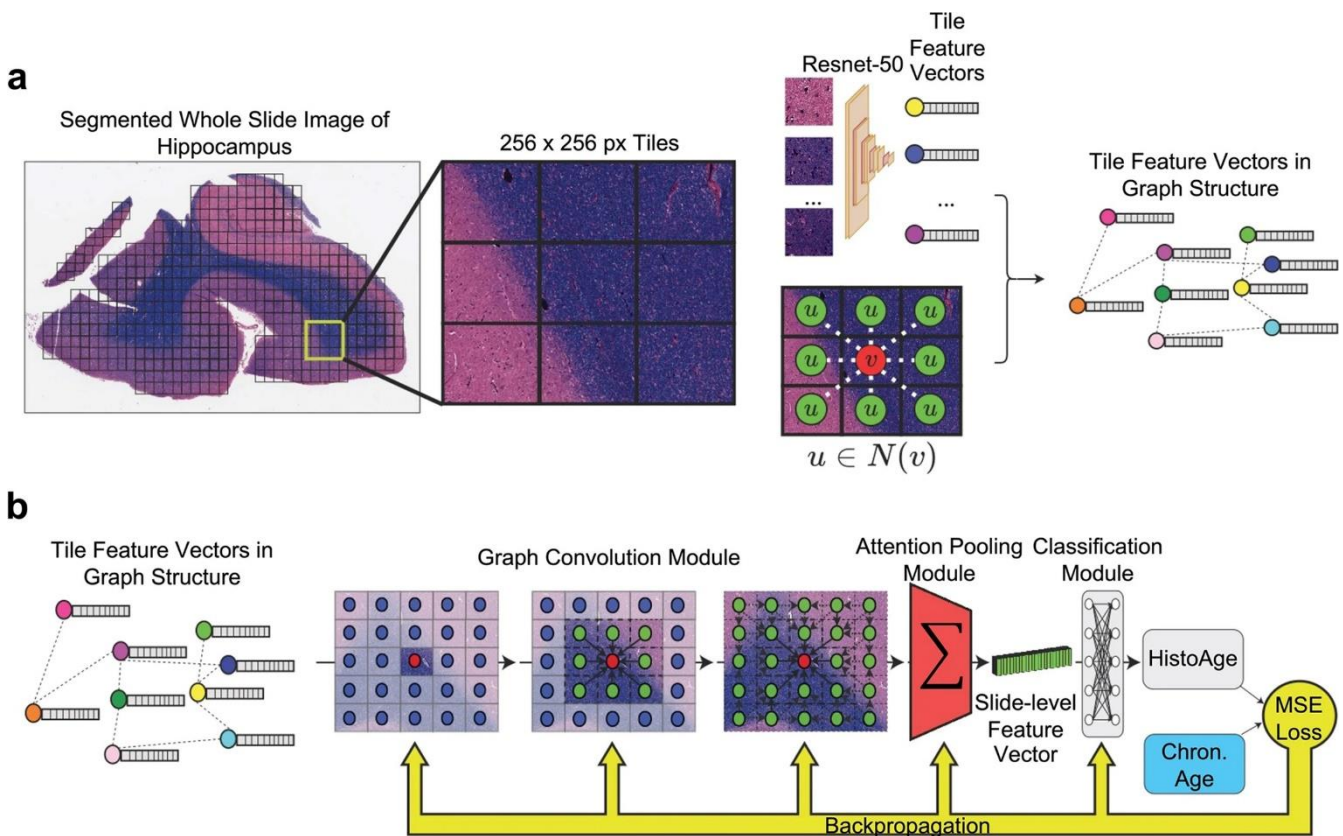 a
Segmented Whole Slide Image of
Hippocampus
256 x 256 px Tiles
Resnet-50
Tile
Feature
Vectors
...
...
u u u
u v u
u u u
u ∈ N(v)
Tile Feature Vectors in
Graph Structure
b
Tile Feature Vectors in
Graph Structure
Graph Convolution Module
Attention Pooling
Module
Σ
Slide-level
Feature
Vector
Classification
Module
HistoAge
Chron.
Age
MSE
Loss
Backpropagation